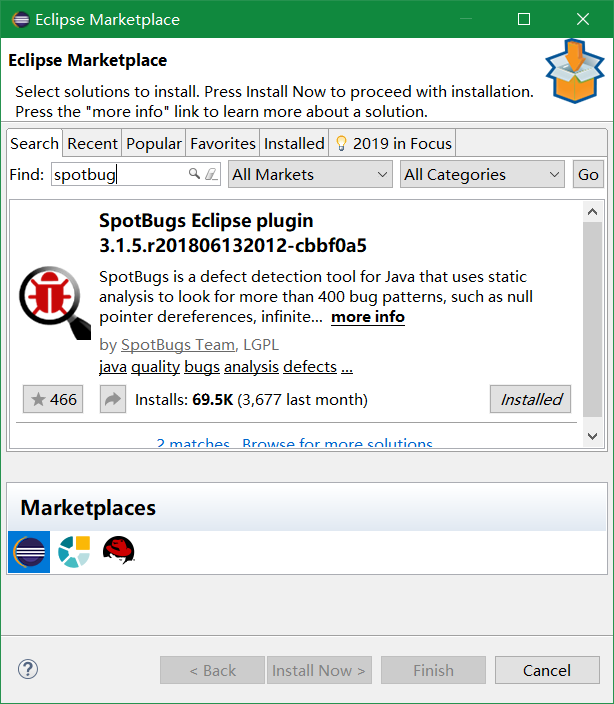 Eclipse Marketplace
Eclipse Marketplace
Select solutions to install. Press Install Now to proceed with installation.
Press the "more info" link to learn more about a solution.
Search Recent Popular Favorites Installed 2019 in Focus
Find: spotbug All Markets All Categories Go
SpotBugs Eclipse plugin
3.1.5.r201806132012-cbbf0a5
SpotBugs is a defect detection tool for Java that uses static
analysis to look for more than 400 bug patterns, such as null
pointer dereferences, infinite... more info
by SpotBugs Team, LGPL
java quality bugs analysis defects ...
466 Installs: 69.5K (3,677 last month) Installed
2 matches. Browse for more solutions.
Marketplaces
? < Back Install Now > Finish Cancel